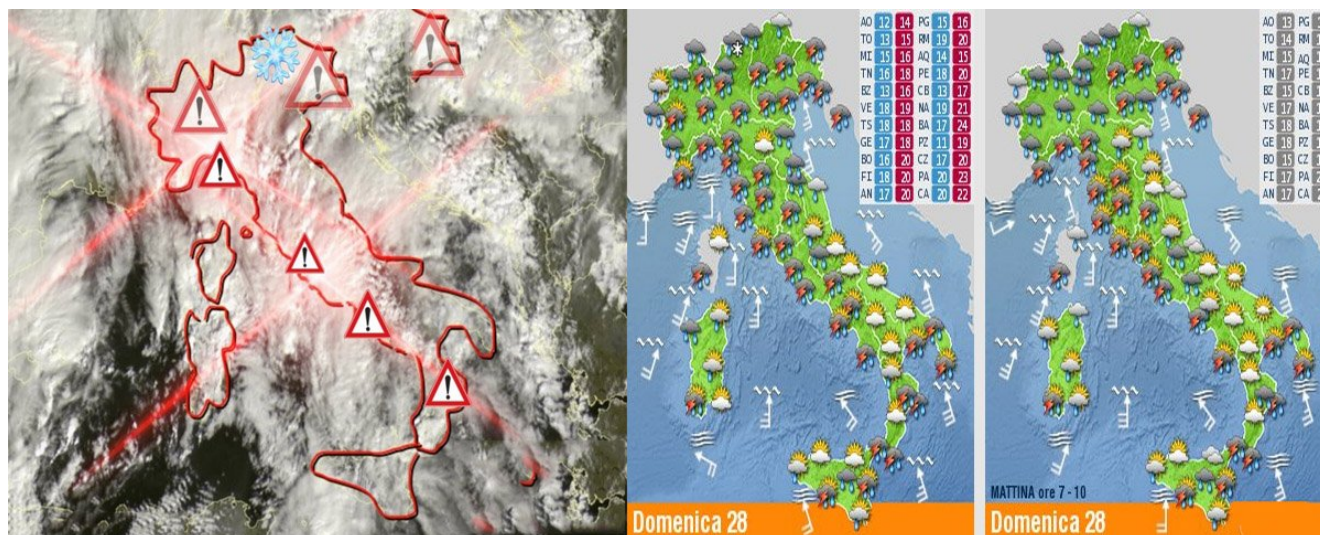 AO 12 14 PG 15 16
TO 13 15 RM 19 20
MI 15 16 AQ 14 15
TN 16 18 PE 18 20
BZ 13 16 CB 13 17
VE 18 19 NA 19 21
TS 18 18 BA 17 24
GE 17 18 PZ 11 19
BO 16 20 CZ 17 20
FI 18 20 PA 20 23
AN 17 20 CA 20 22
Domenica 28
AO 13 PG
TO 14 RM
MI 15 AQ
TN 17 PE
BZ 15 CB
VE 17 NA
TS 18 BA
GE 18 PZ
BO 15 CZ
FI 17 PA
AN 17 CA
MATTINA ore 7 - 10
Domenica 28